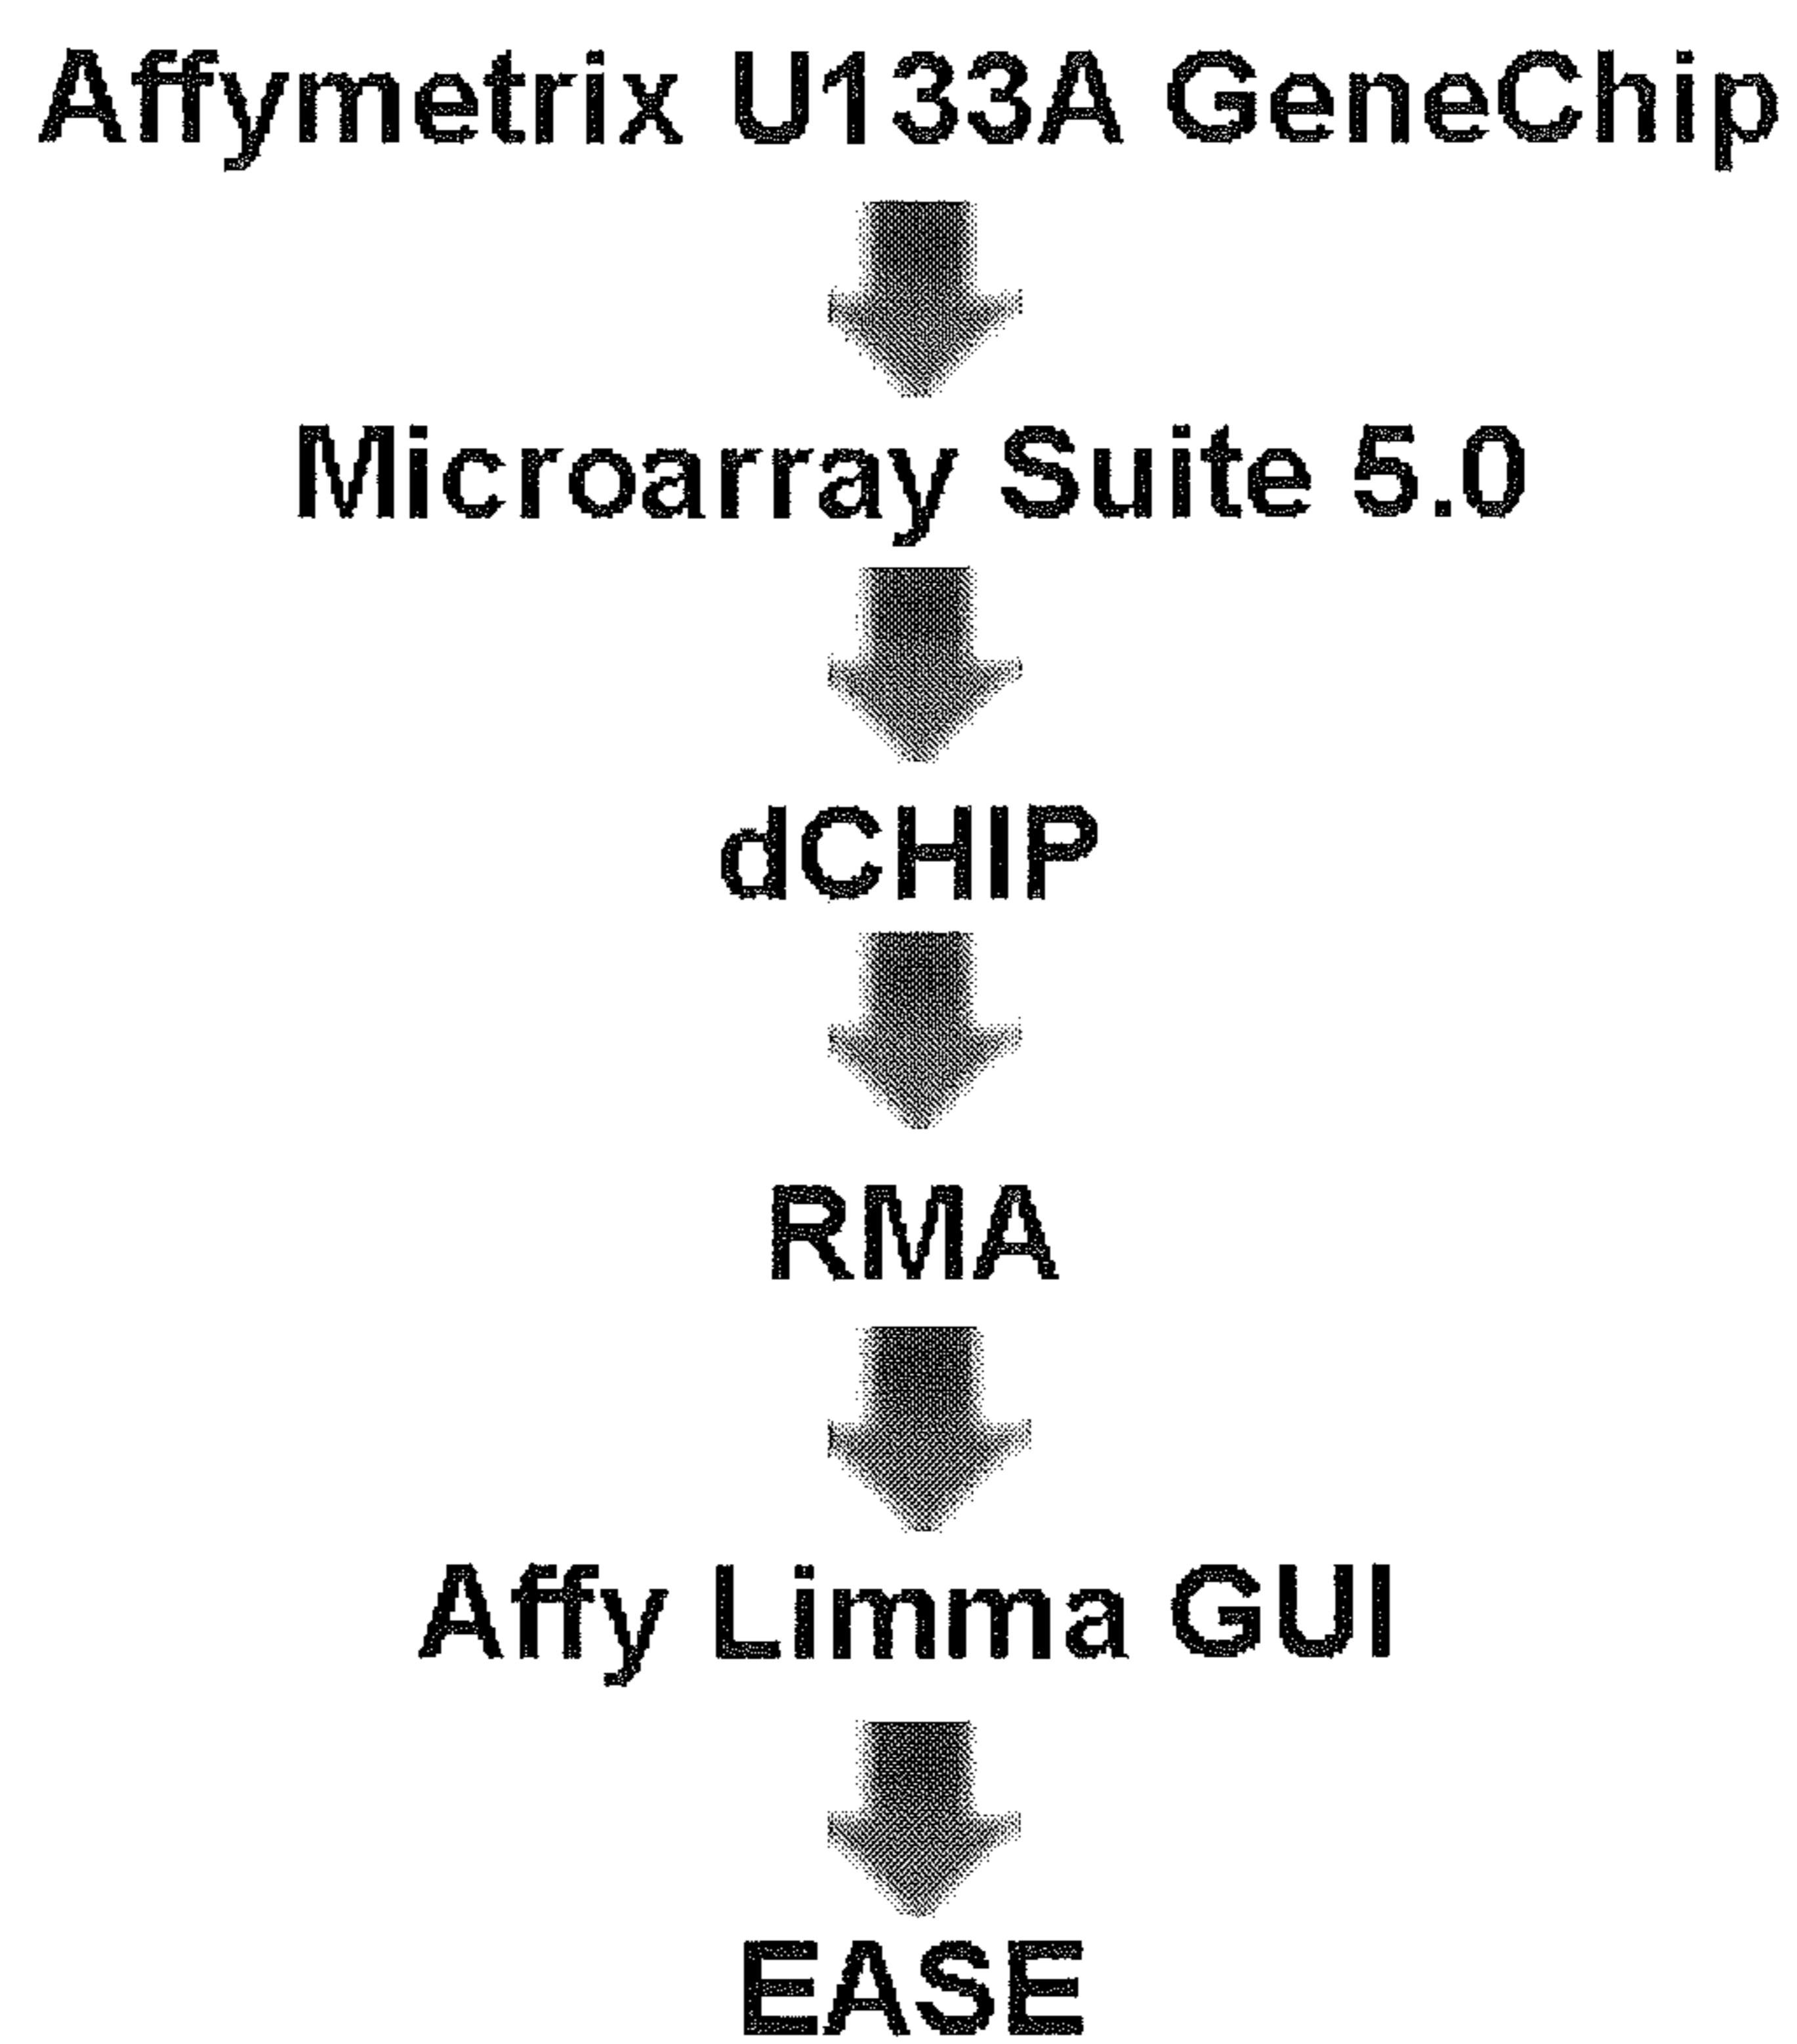 Affymetrix U133A GeneChip
Microarray Suite 5.0
dCHIP
RMA
Affy Limma GUI
EASE